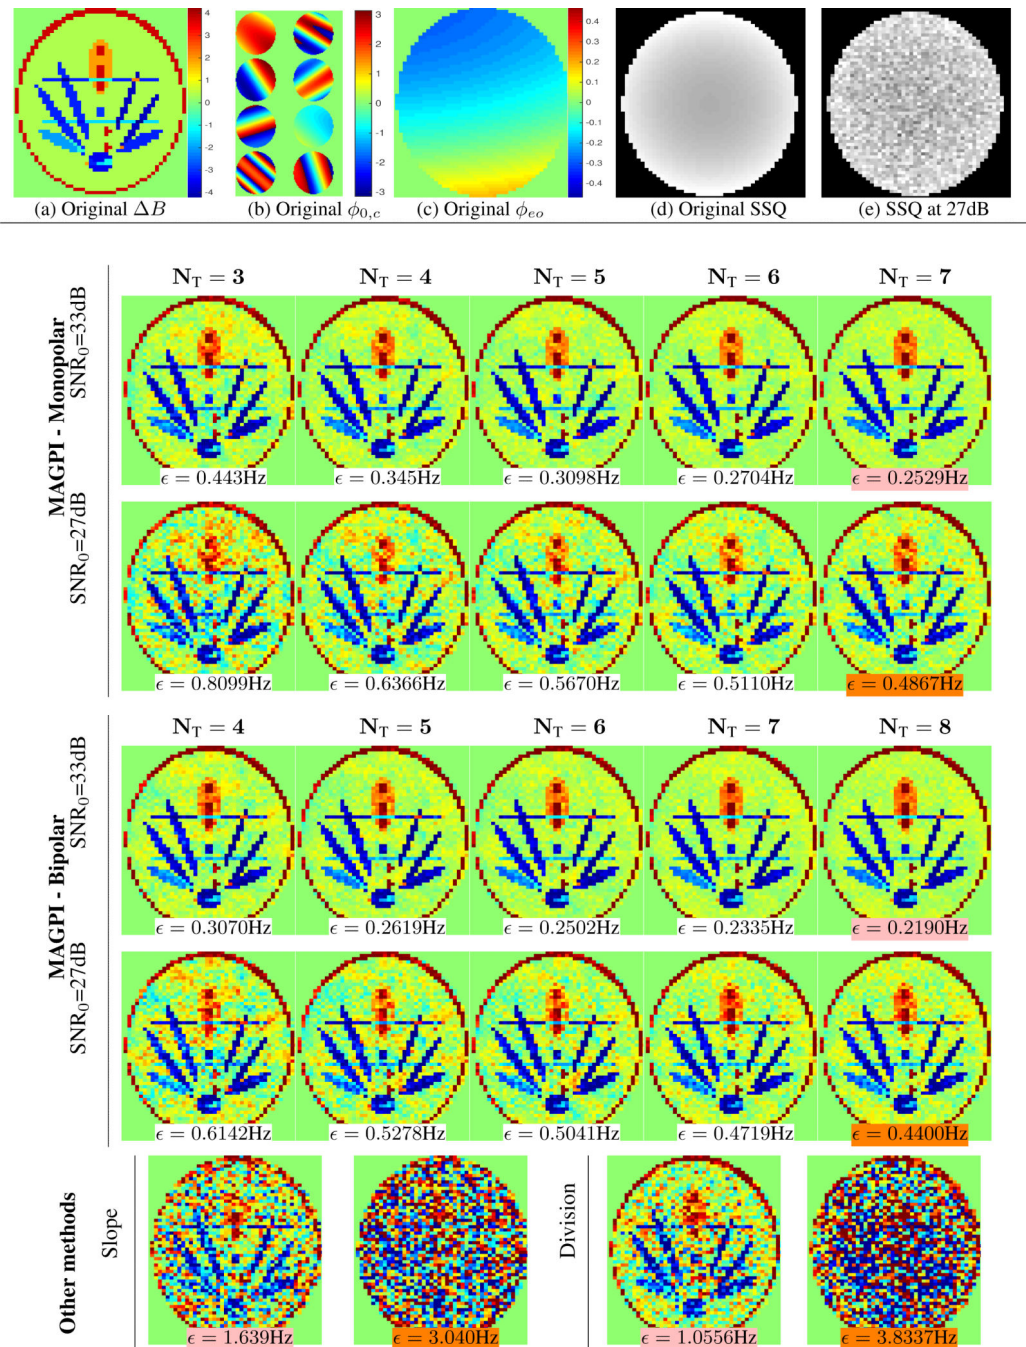 4
3
2
1
0
-1
-2
-3
-4
3
2
1
0
-1
-2
-3
0.4
0.3
0.2
0.1
0
-0.1
-0.2
-0.3
-0.4
(a) Original ΔB
(b) Original ϕ0,c
(c) Original ϕeo
(d) Original SSQ
(e) SSQ at 27dB
MAGPI - Monopolar
NT = 3 NT = 4 NT = 5 NT = 6 NT = 7
SNR0=33dB
ϵ = 0.443Hz ϵ = 0.345Hz ϵ = 0.3098Hz ϵ = 0.2704Hz ϵ = 0.2529Hz
SNR0=27dB
ϵ = 0.8099Hz ϵ = 0.6366Hz ϵ = 0.5670Hz ϵ = 0.5110Hz ϵ = 0.4867Hz
MAGPI - Bipolar
NT = 4 NT = 5 NT = 6 NT = 7 NT = 8
SNR0=33dB
ϵ = 0.3070Hz ϵ = 0.2619Hz ϵ = 0.2502Hz ϵ = 0.2335Hz ϵ = 0.2190Hz
SNR0=27dB
ϵ = 0.6142Hz ϵ = 0.5278Hz ϵ = 0.5041Hz ϵ = 0.4719Hz ϵ = 0.4400Hz
Other methods
Slope
ϵ = 1.639Hz ϵ = 3.040Hz
Division
ϵ = 1.0556Hz ϵ = 3.8337Hz